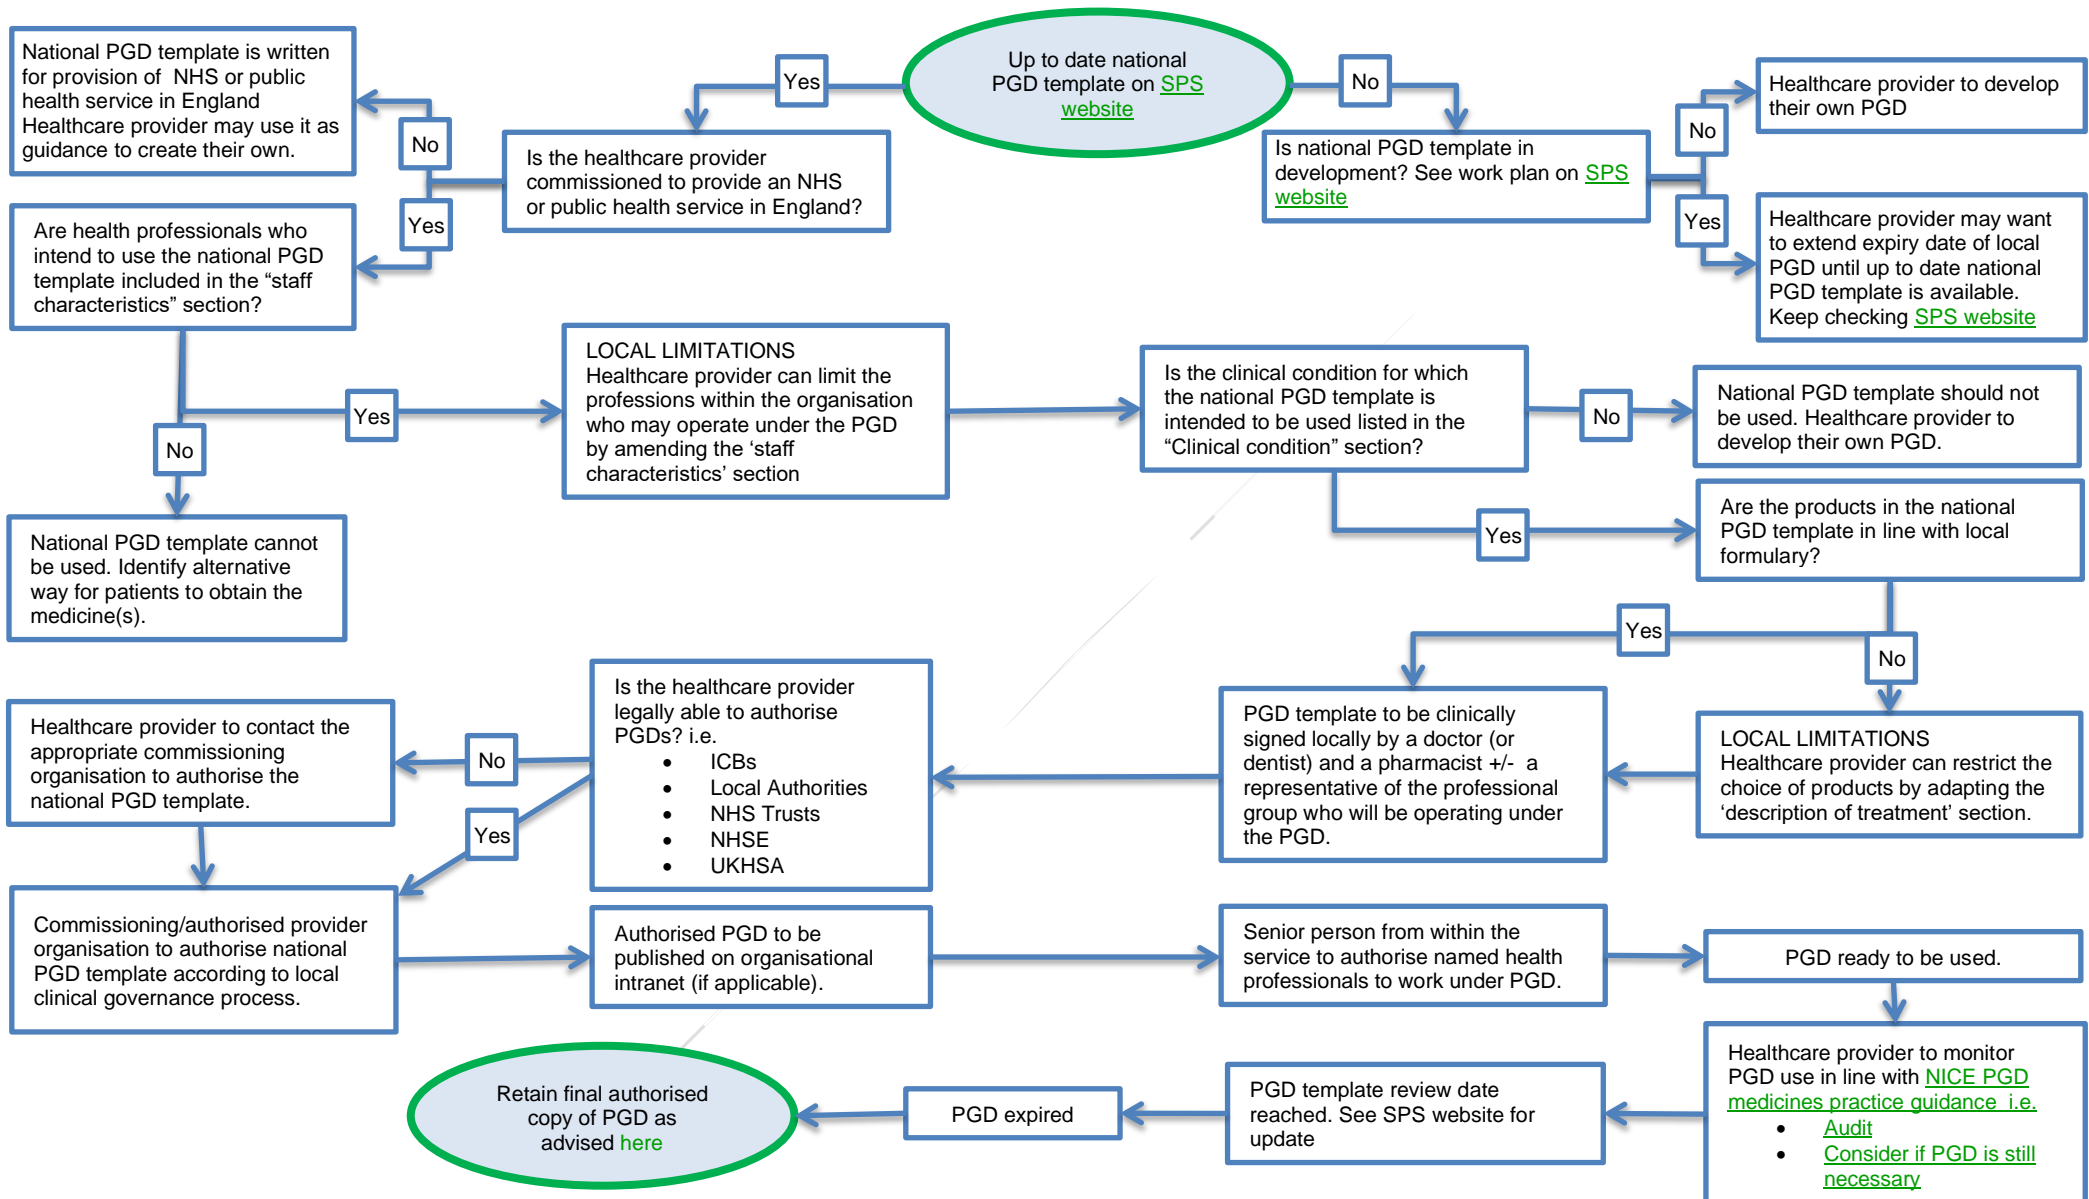 Up to date national
PGD template on SPS
website
Yes
No
National PGD template is written
for provision of  NHS or public
health service in England
Healthcare provider may use it as
guidance to create their own.
No
Yes
Is the healthcare provider
commissioned to provide an NHS
or public health service in England?
Is national PGD template in
development? See work plan on SPS
website
No
Yes
Healthcare provider to develop
their own PGD
Healthcare provider may want
to extend expiry date of local
PGD until up to date national
PGD template is available.
Keep checking SPS website
Are health professionals who
intend to use the national PGD
template included in the “staff
characteristics” section?
Yes
No
National PGD template cannot
be used. Identify alternative
way for patients to obtain the
medicine(s).
LOCAL LIMITATIONS
Healthcare provider can limit the
professions within the organisation
who may operate under the PGD
by amending the ‘staff
characteristics’ section
Is the clinical condition for which
the national PGD template is
intended to be used listed in the
“Clinical condition” section?
No
Yes
National PGD template should not
be used. Healthcare provider to
develop their own PGD.
Are the products in the national
PGD template in line with local
formulary?
Yes
No
LOCAL LIMITATIONS
Healthcare provider can restrict the
choice of products by adapting the
‘description of treatment’ section.
PGD template to be clinically
signed locally by a doctor (or
dentist) and a pharmacist +/-  a
representative of the professional
group who will be operating under
the PGD.
Is the healthcare provider
legally able to authorise
PGDs? i.e.
• ICBs
• Local Authorities
• NHS Trusts
• NHSE
• UKHSA
No
Yes
Healthcare provider to contact the
appropriate commissioning
organisation to authorise the
national PGD template.
Commissioning/authorised provider
organisation to authorise national
PGD template according to local
clinical governance process.
Authorised PGD to be
published on organisational
intranet (if applicable).
Senior person from within the
service to authorise named health
professionals to work under PGD.
PGD ready to be used.
Healthcare provider to monitor
PGD use in line with NICE PGD
medicines practice guidance  i.e.
• Audit
• Consider if PGD is still
necessary
PGD template review date
reached. See SPS website for
update
PGD expired
Retain final authorised
copy of PGD as
advised here